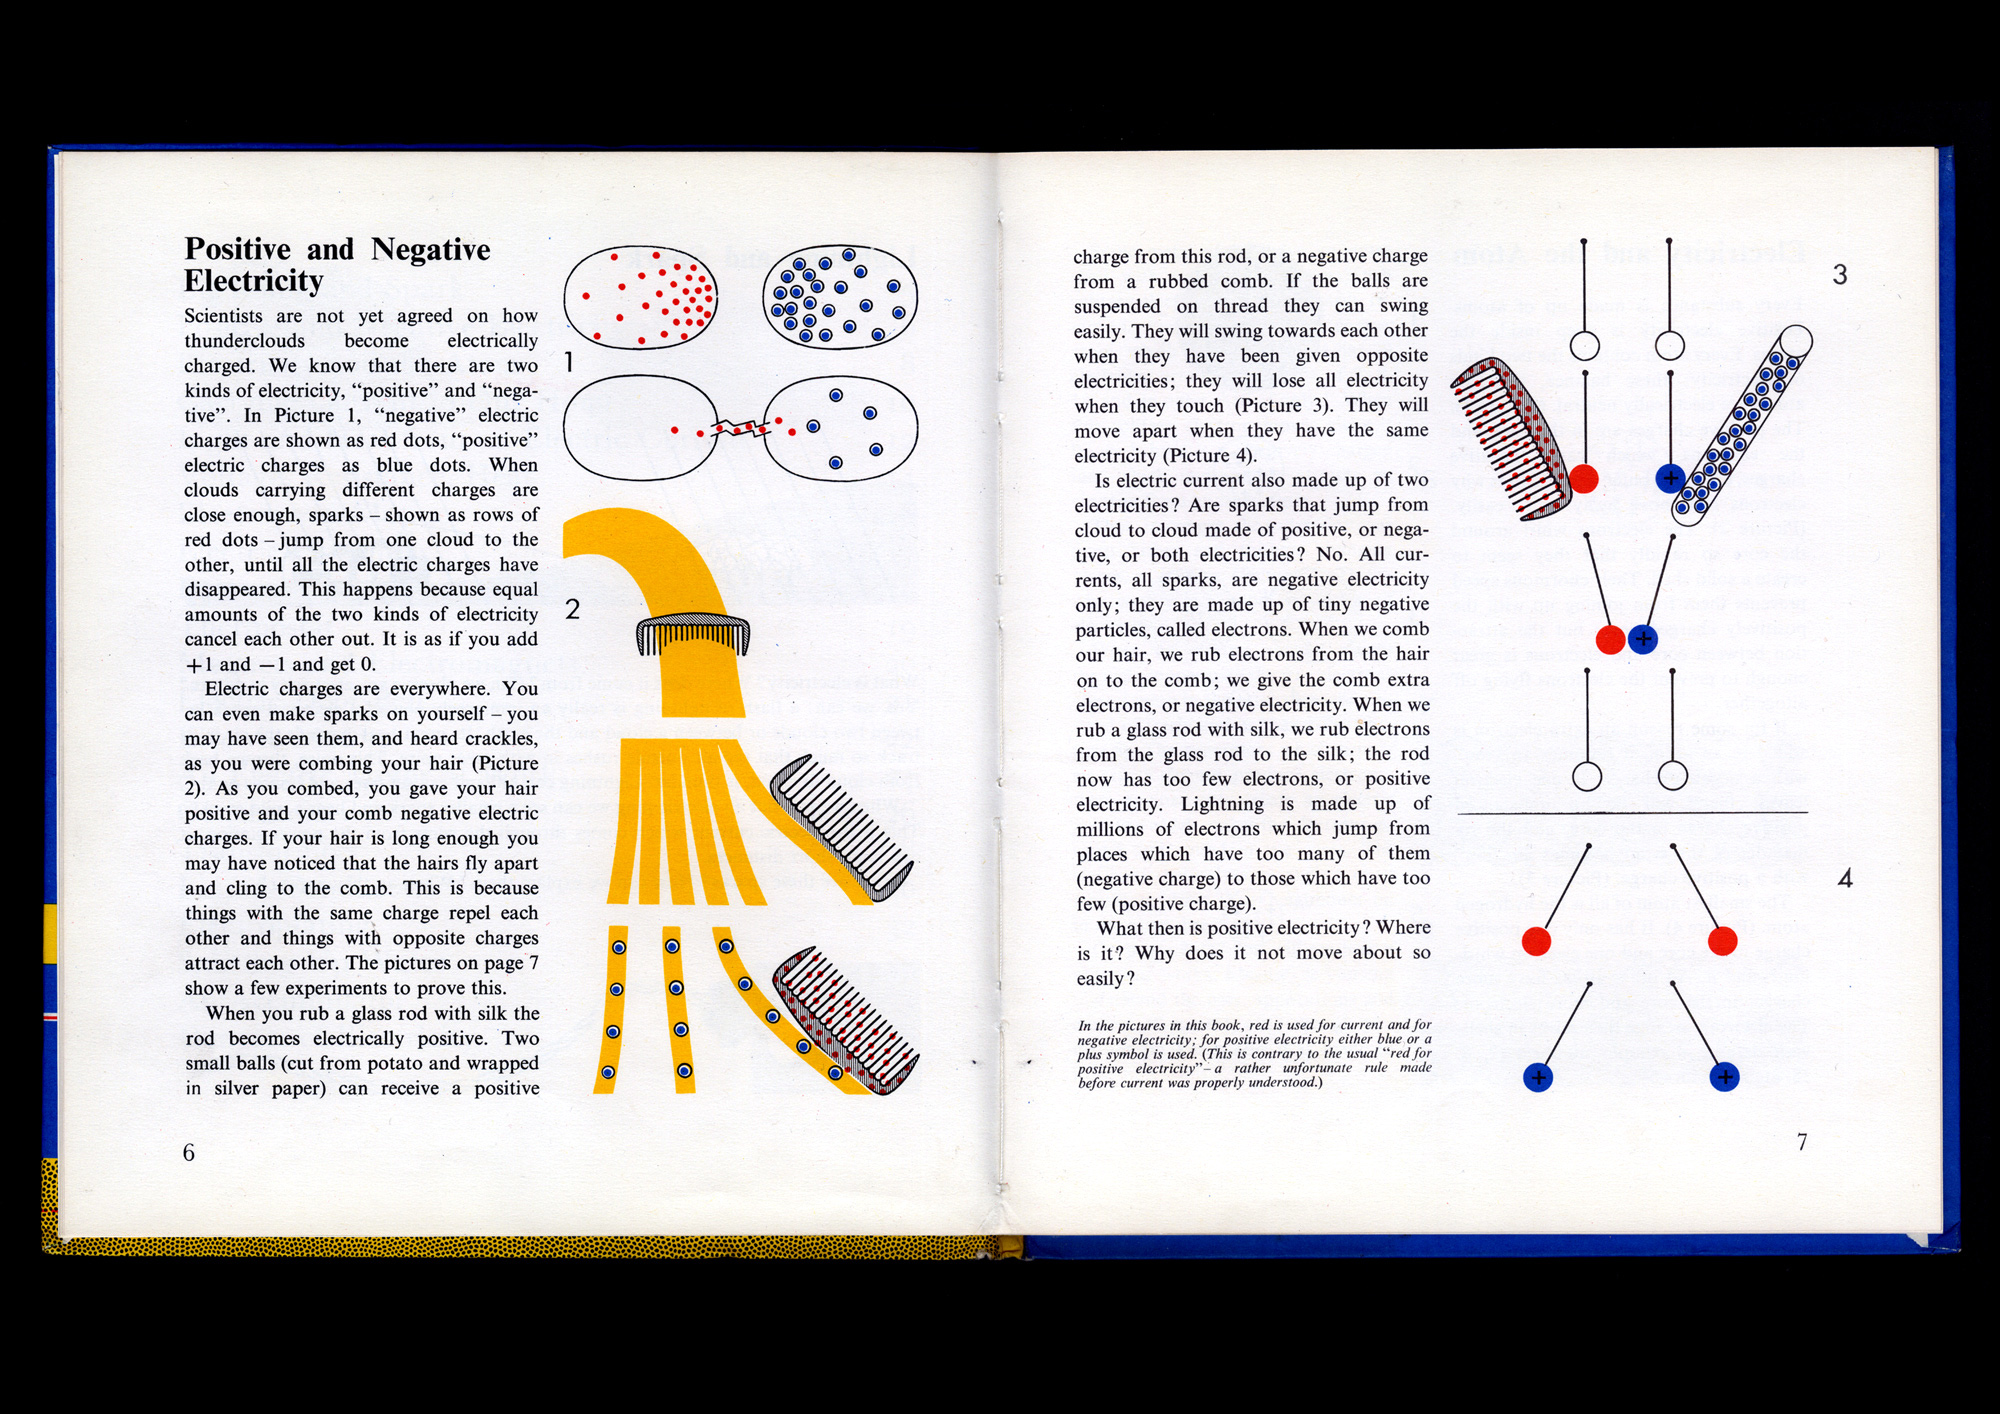 Positive and Negative
Electricity
Scientists are not yet agreed on how
thunderclouds become electrically
charged. We know that there are two
kinds of electricity, “positive” and “nega-
tive”. In Picture 1, “negative” electric
charges are shown as red dots, “positive”
electric charges as blue dots. When
clouds carrying different charges are
close enough, sparks – shown as rows of
red dots – jump from one cloud to the
other, until all the electric charges have
disappeared. This happens because equal
amounts of the two kinds of electricity
cancel each other out. It is as if you add
+1 and −1 and get 0.
Electric charges are everywhere. You
can even make sparks on yourself – you
may have seen them, and heard crackles,
as you were combing your hair (Picture
2). As you combed, you gave your hair
positive and your comb negative electric
charges. If your hair is long enough you
may have noticed that the hairs fly apart
and cling to the comb. This is because
things with the same charge repel each
other and things with opposite charges
attract each other. The pictures on page 7
show a few experiments to prove this.
When you rub a glass rod with silk the
rod becomes electrically positive. Two
small balls (cut from potato and wrapped
in silver paper) can receive a positive
1
2
6
charge from this rod, or a negative charge
from a rubbed comb. If the balls are
suspended on thread they can swing
easily. They will swing towards each other
when they have been given opposite
electricities; they will lose all electricity
when they touch (Picture 3). They will
move apart when they have the same
electricity (Picture 4).
Is electric current also made up of two
electricities? Are sparks that jump from
cloud to cloud made of positive, or nega-
tive, or both electricities? No. All cur-
rents, all sparks, are negative electricity
only; they are made up of tiny negative
particles, called electrons. When we comb
our hair, we rub electrons from the hair
on to the comb; we give the comb extra
electrons, or negative electricity. When we
rub a glass rod with silk, we rub electrons
from the glass rod to the silk; the rod
now has too few electrons, or positive
electricity. Lightning is made up of
millions of electrons which jump from
places which have too many of them
(negative charge) to those which have too
few (positive charge).
What then is positive electricity? Where
is it? Why does it not move about so
easily?
In the pictures in this book, red is used for current and for
negative electricity; for positive electricity either blue or a
plus symbol is used. (This is contrary to the usual “red for
positive electricity” – a rather unfortunate rule made
before current was properly understood.)
3
+
+
4
+
+
7